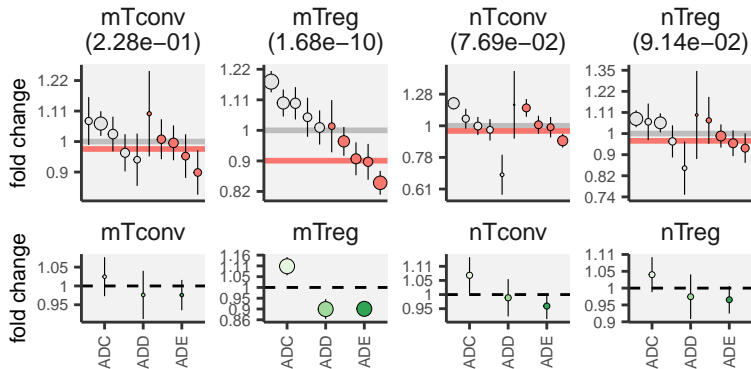 mTconv
(2.28e−01)
mTreg
(1.68e−10)
nTconv
(7.69e−02)
nTreg
(9.14e−02)
fold change
1.22
1.11
1
0.9
1.22
1.11
1
0.9
0.82
1.28
1
0.78
0.61
1.35
1.22
1.11
1
0.9
0.82
0.74
mTconv
mTreg
nTconv
nTreg
fold change
1.05
1
0.95
1.16
1.11
1.05
1
0.95
0.9
0.86
1.11
1.05
1
0.95
1.11
1.05
1
0.95
0.9
ADC
ADD
ADE
ADC
ADD
ADE
ADC
ADD
ADE
ADC
ADD
ADE